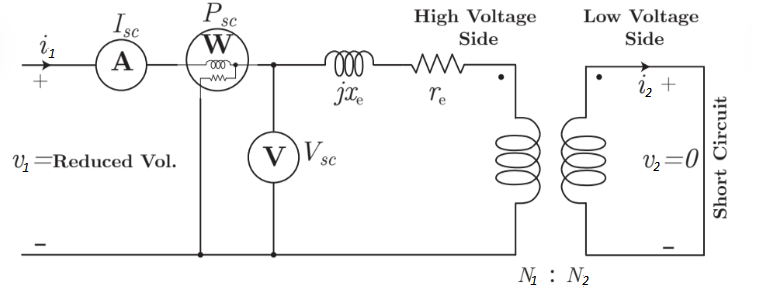 P_sc
High Voltage Side
Low Voltage Side
I_sc
i_1
W
A
i_2
+
+
jx_e
r_e
v_1=Reduced Vol.
V
V_sc
v_2=0
Short Circuit
−
−
N_1 : N_2